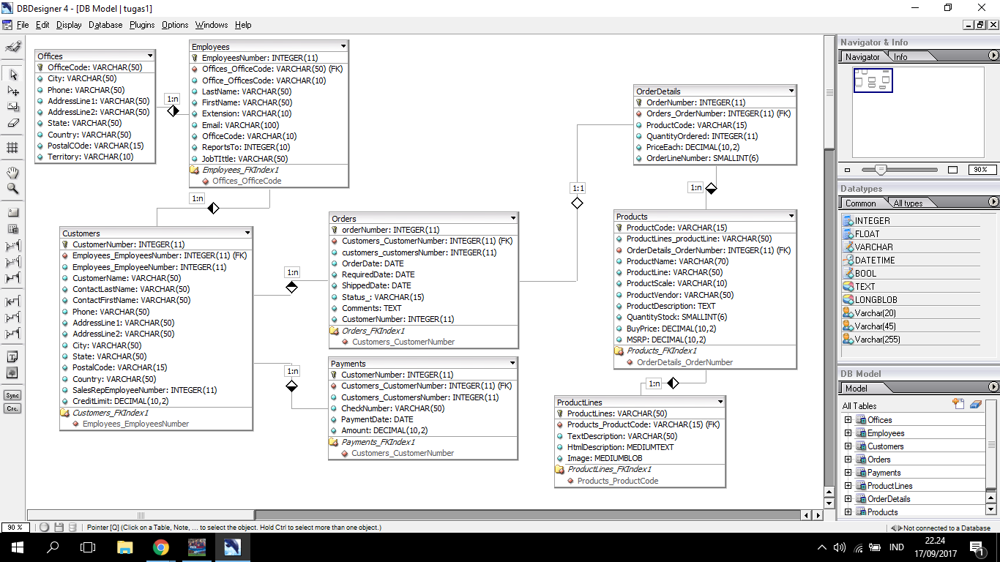 DBDesigner 4 - [DB Model | tugas1]
File Edit Display Database Plugins Options Windows Help
Offices
OfficeCode: VARCHAR(50)
City: VARCHAR(50)
Phone: VARCHAR(50)
AddressLine1: VARCHAR(50)
AddressLine2: VARCHAR(50)
State: VARCHAR(50)
Country: VARCHAR(50)
PostalCOde: VARCHAR(15)
Territory: VARCHAR(10)
1:n
Employees
EmployeesNumber: INTEGER(11)
Offices_OfficeCode: VARCHAR(50) (FK)
Office_OfficesCode: VARCHAR(10)
LastName: VARCHAR(50)
FirstName: VARCHAR(50)
Extension: VARCHAR(10)
Email: VARCHAR(100)
OfficeCode: VARCHAR(10)
ReportsTo: INTEGER(10)
JobTIttle: VARCHAR(50)
Employees_FKIndex1
Offices_OfficeCode
1:n
Customers
CustomerNumber: INTEGER(11)
Employees_EmployeesNumber: INTEGER(11) (FK)
Employees_EmployeeNumber: INTEGER(11)
CustomerName: VARCHAR(50)
ContactLastName: VARCHAR(50)
ContactFirstName: VARCHAR(50)
Phone: VARCHAR(50)
AddressLine1: VARCHAR(50)
AddressLine2: VARCHAR(50)
City: VARCHAR(50)
State: VARCHAR(50)
PostalCode: VARCHAR(15)
Country: VARCHAR(50)
SalesRepEmployeeNumber: INTEGER(11)
CreditLimit: DECIMAL(10,2)
Customers_FKIndex1
Employees_EmployeesNumber
1:n
1:n
Orders
orderNumber: INTEGER(11)
Customers_CustomerNumber: INTEGER(11) (FK)
customers_customersNumber: INTEGER(11)
OrderDate: DATE
RequiredDate: DATE
ShippedDate: DATE
Status_: VARCHAR(15)
Comments: TEXT
CustomerNumber: INTEGER(11)
Orders_FKIndex1
Customers_CustomerNumber
Payments
CustomerNumber: INTEGER(11)
Customers_CustomerNumber: INTEGER(11) (FK)
Customers_CustomersNumber: INTEGER(11)
CheckNumber: VARCHAR(50)
PaymentDate: DATE
Amount: DECIMAL(10,2)
Payments_FKIndex1
Customers_CustomerNumber
1:1
OrderDetails
OrderNumber: INTEGER(11)
Orders_OrderNumber: INTEGER(11) (FK)
ProductCode: VARCHAR(15)
QuantityOrdered: INTEGER(11)
PriceEach: DECIMAL(10,2)
OrderLineNumber: SMALLINT(6)
1:n
Products
ProductCode: VARCHAR(15)
ProductLines_productLine: VARCHAR(50)
OrderDetails_OrderNumber: INTEGER(11) (FK)
ProductName: VARCHAR(70)
ProductLine: VARCHAR(50)
ProductScale: VARCHAR(10)
ProductVendor: VARCHAR(50)
ProductDescription: TEXT
QuantityStock: SMALLINT(6)
BuyPrice: DECIMAL(10,2)
MSRP: DECIMAL(10,2)
Products_FKIndex1
OrderDetails_OrderNumber
1:n
ProductLines
ProductLines: VARCHAR(50)
Products_ProductCode: VARCHAR(15) (FK)
TextDescription: VARCHAR(50)
HtmlDescription: MEDIUMTEXT
Image: MEDIUMBLOB
ProductLines_FKIndex1
Products_ProductCode
Sync
Cre.
Navigator & Info
Navigator Info
90%
Datatypes
Common All types
INTEGER
FLOAT
VARCHAR
DATETIME
BOOL
TEXT
LONGBLOB
Varchar(20)
Varchar(45)
Varchar(255)
DB Model
Model
All Tables
Offices
Employees
Customers
Orders
Payments
ProductLines
OrderDetails
Products
90 % Pointer [Q] (Click on a Table, Note, ... to select the object. Hold Ctrl to select more than one object.) Not connected to a Database
IND
22.24
17/09/2017
1